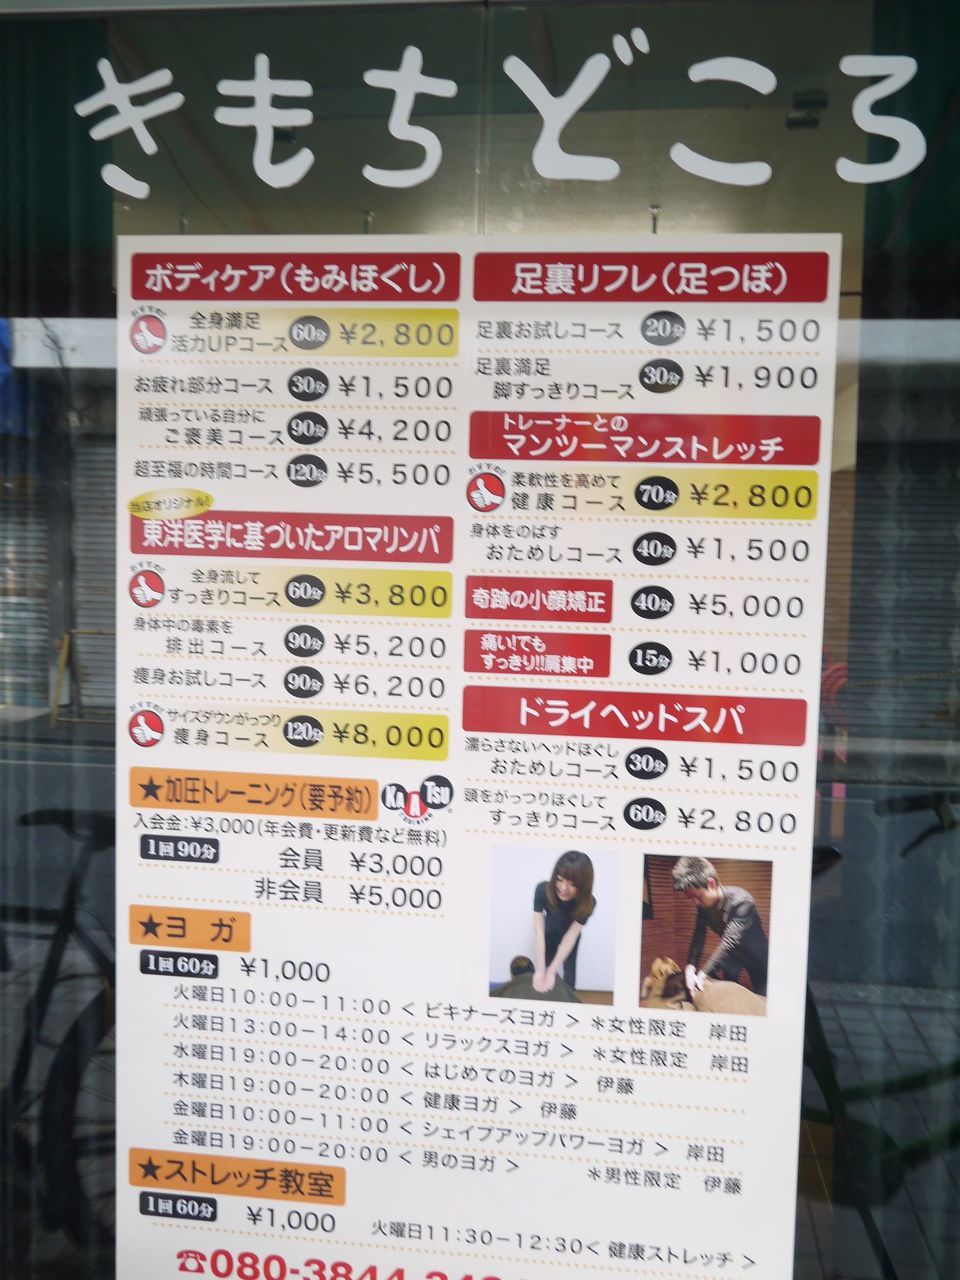 きもちどころ
ボディケア(もみほぐし)
おすすめ!!
全身満足
活力UPコース 60分 ¥2,800
お疲れ部分コース 30分 ¥1,500
頑張っている自分に
ご褒美コース 90分 ¥4,200
超至福の時間コース 120分 ¥5,500
当店オリジナル!
東洋医学に基づいたアロマリンパ
おすすめ!!
全身流して
すっきりコース 60分 ¥3,800
身体中の毒素を
排出コース 90分 ¥5,200
痩身お試しコース 90分 ¥6,200
おすすめ!!
サイズダウンがっつり
痩身コース 120分 ¥8,000
★加圧トレーニング(要予約) KAATSU
入会金:¥3,000(年会費・更新費など無料)
1回90分 会員 ¥3,000
非会員 ¥5,000
足裏リフレ(足つぼ)
足裏お試しコース 20分 ¥1,500
足裏満足
脚すっきりコース 30分 ¥1,900
トレーナーとの
マンツーマンストレッチ
おすすめ!!
柔軟性を高めて
健康コース 70分 ¥2,800
身体をのばす
おためしコース 40分 ¥1,500
奇跡の小顔矯正 40分 ¥5,000
痛い!でも
すっきり!!肩集中 15分 ¥1,000
ドライヘッドスパ
濡らさないヘッドほぐし
おためしコース 30分 ¥1,500
頭をがっつりほぐして
すっきりコース 60分 ¥2,800
★ヨガ
1回60分 ¥1,000
火曜日10:00－11:00 < ビキナーズヨガ > ＊女性限定 岸田
火曜日13:00－14:00 < リラックスヨガ > ＊女性限定 岸田
水曜日19:00－20:00 < はじめてのヨガ > 伊藤
木曜日19:00－20:00 < 健康ヨガ > 伊藤
金曜日10:00－11:00 < シェイプアップパワーヨガ > 岸田
金曜日19:00－20:00 < 男のヨガ > ＊男性限定 伊藤
★ストレッチ教室
1回60分 ¥1,000 火曜日11:30－12:30< 健康ストレッチ >
☎080-3844-